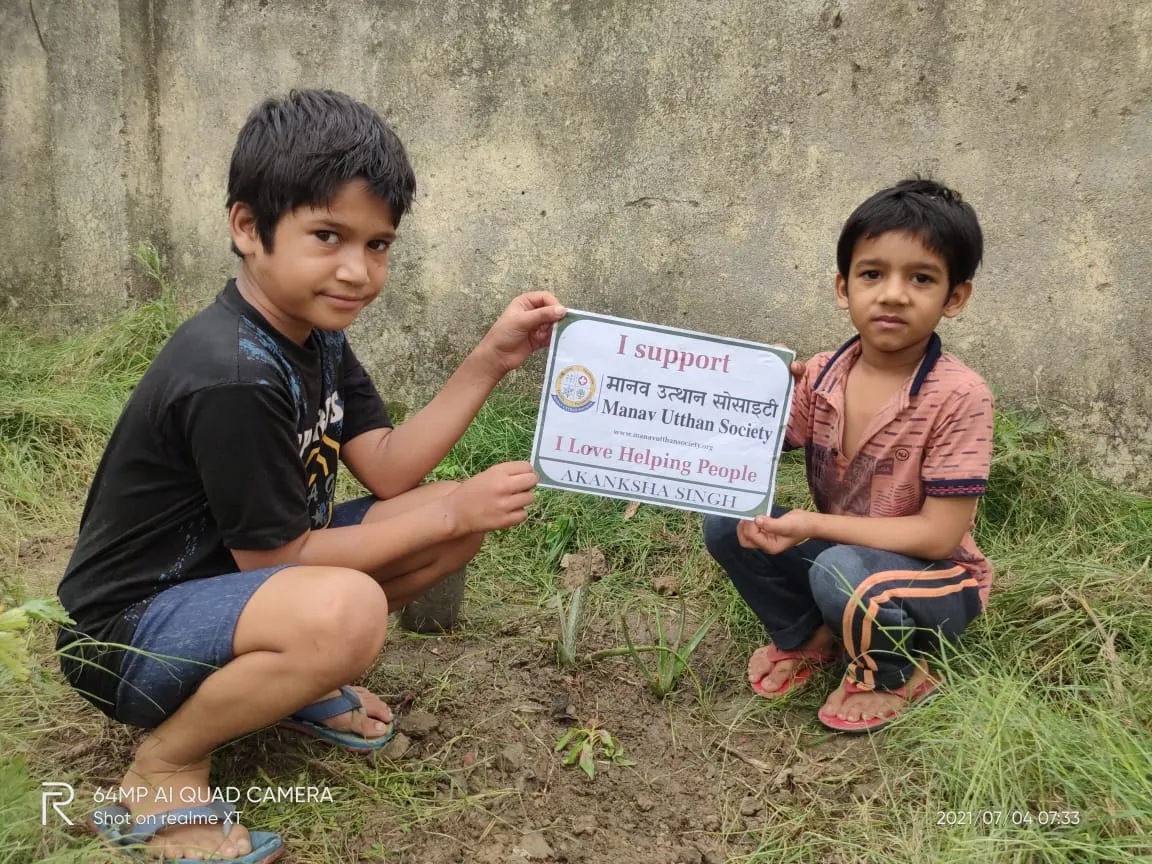 I support
मानव उत्थान सोसाइटी
Manav Utthan Society
www.manavutthansociety.org
I Love Helping People
AKANKSHA SINGH
NJ
R
64MP AI QUAD CAMERA
Shot on realme XT
2021/07/04 07:33